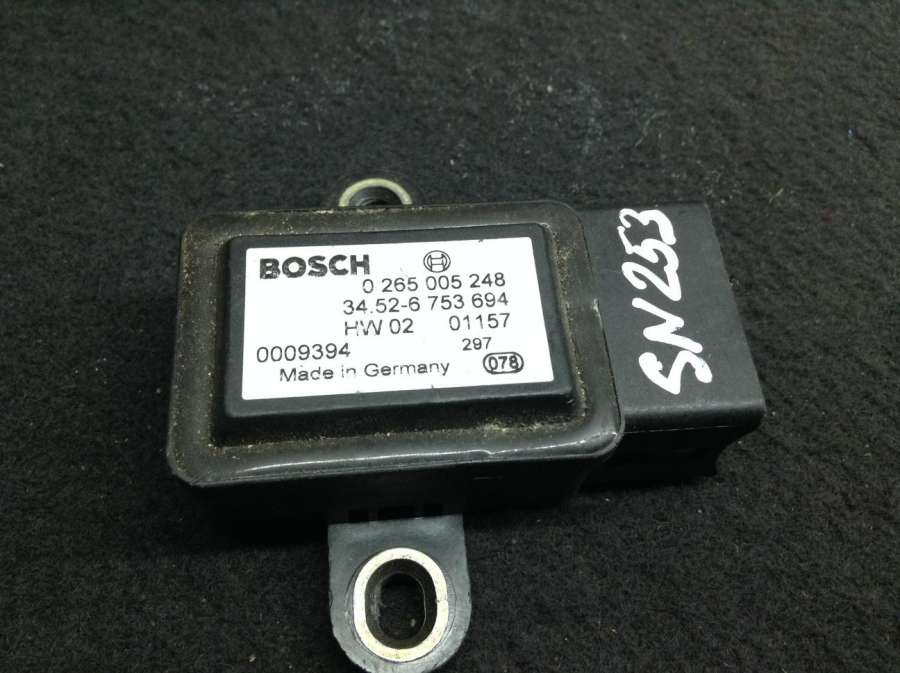 BOSCH
0 265 005 248
34.52-6 753 694
HW 02 01157
0009394 297
Made in Germany 078
SN253